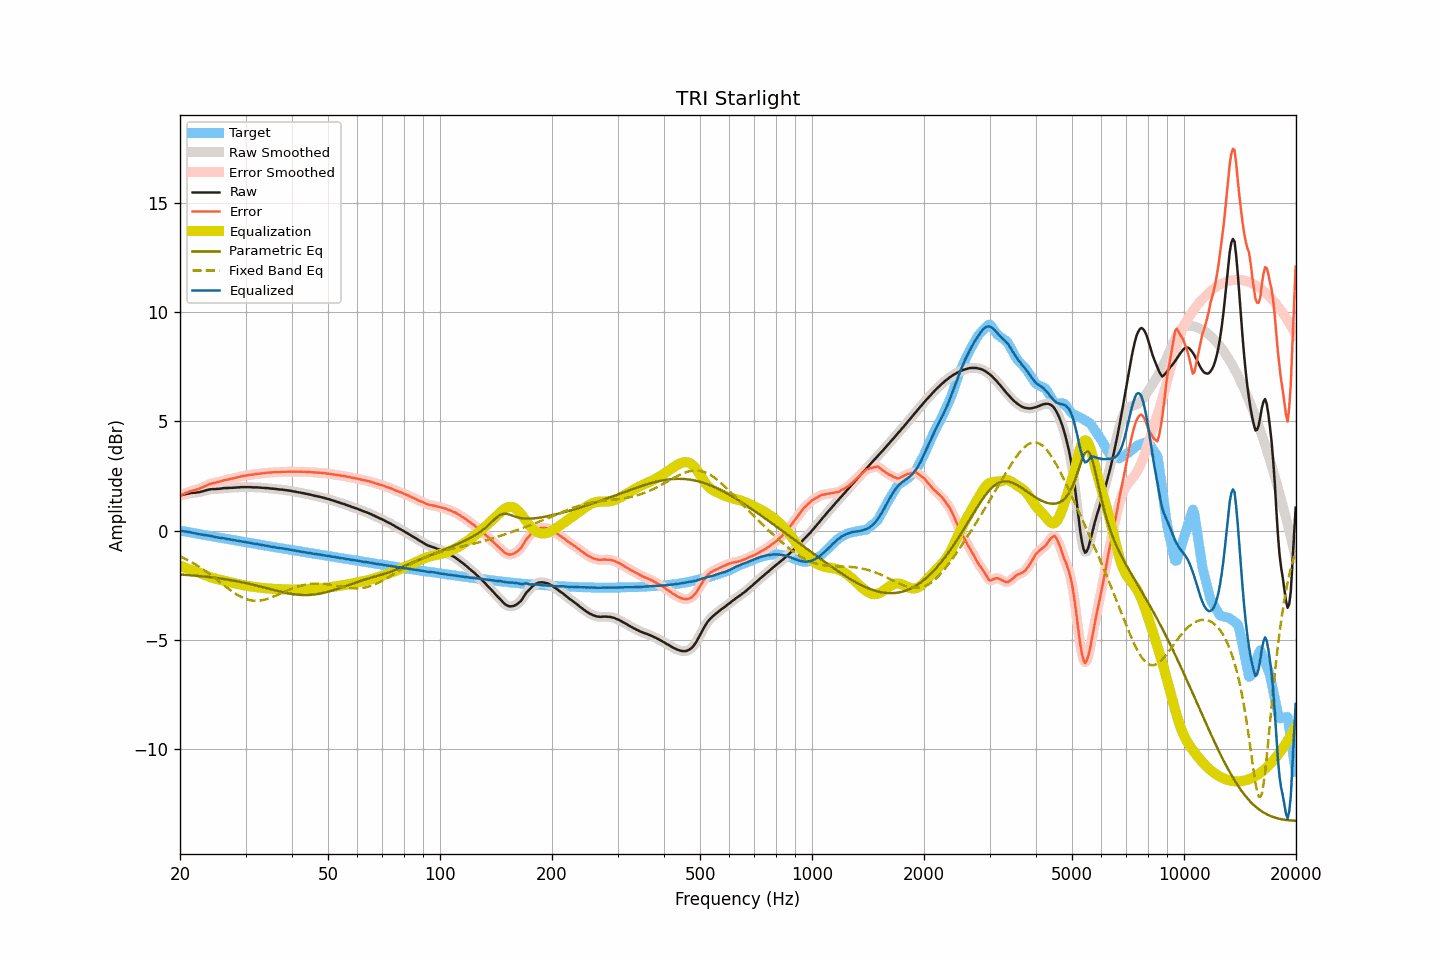 TRI Starlight
Target
Raw Smoothed
Error Smoothed
Raw
Error
Equalization
Parametric Eq
Fixed Band Eq
Equalized
15
10
5
0
−5
−10
Amplitude (dBr)
20 50 100 200 500 1000 2000 5000 10000 20000
Frequency (Hz)